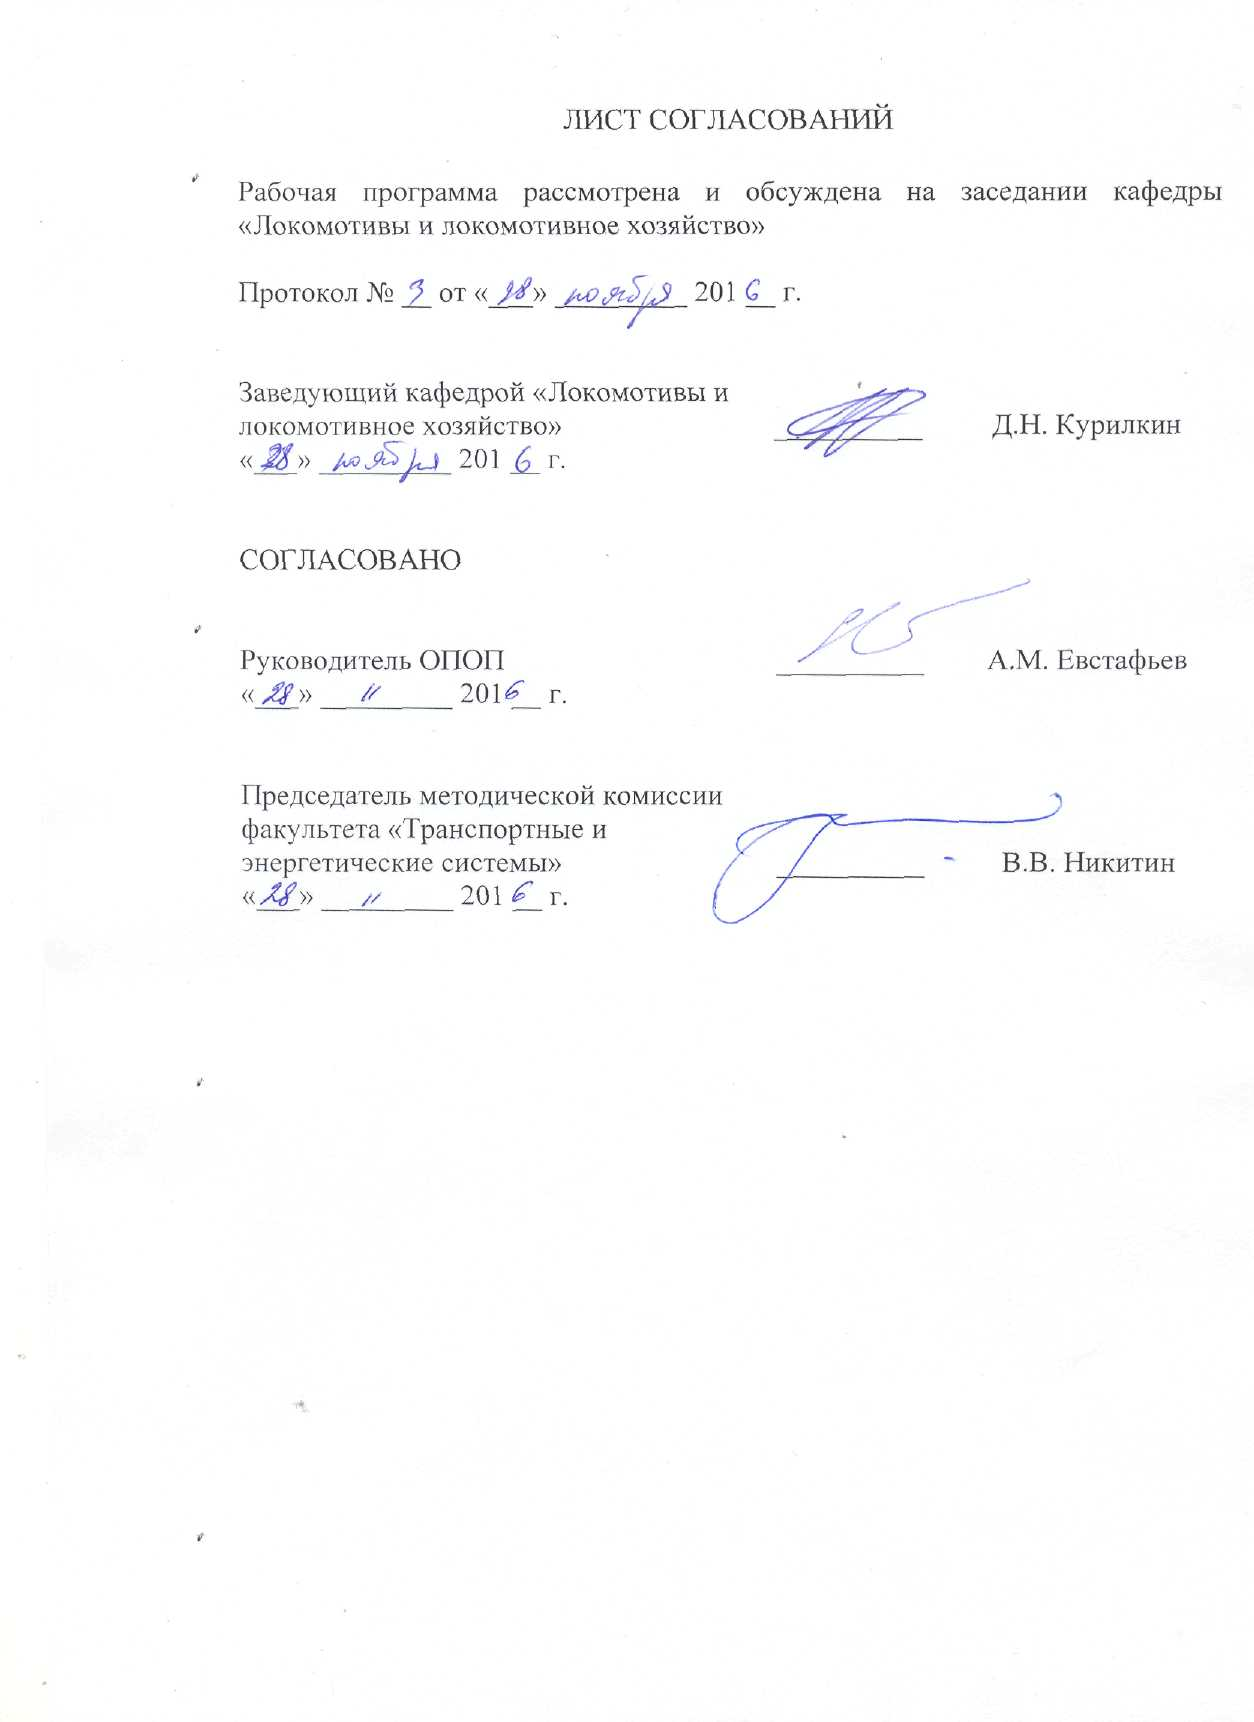 ЛИСТ СОГЛАСОВАНИЙ
Рабочая программа рассмотрена и обсуждена на заседании кафедры
«Локомотивы и локомотивное хозяйство»
Протокол № 3 от «28» ноября 2016 г.
Заведующий кафедрой «Локомотивы и
локомотивное хозяйство» Д.Н. Курилкин
«28» ноября 2016 г.
СОГЛАСОВАНО
Руководитель ОПОП А.М. Евстафьев
«28» 11 2016 г.
Председатель методической комиссии
факультета «Транспортные и
энергетические системы» В.В. Никитин
«28» 11 2016 г.